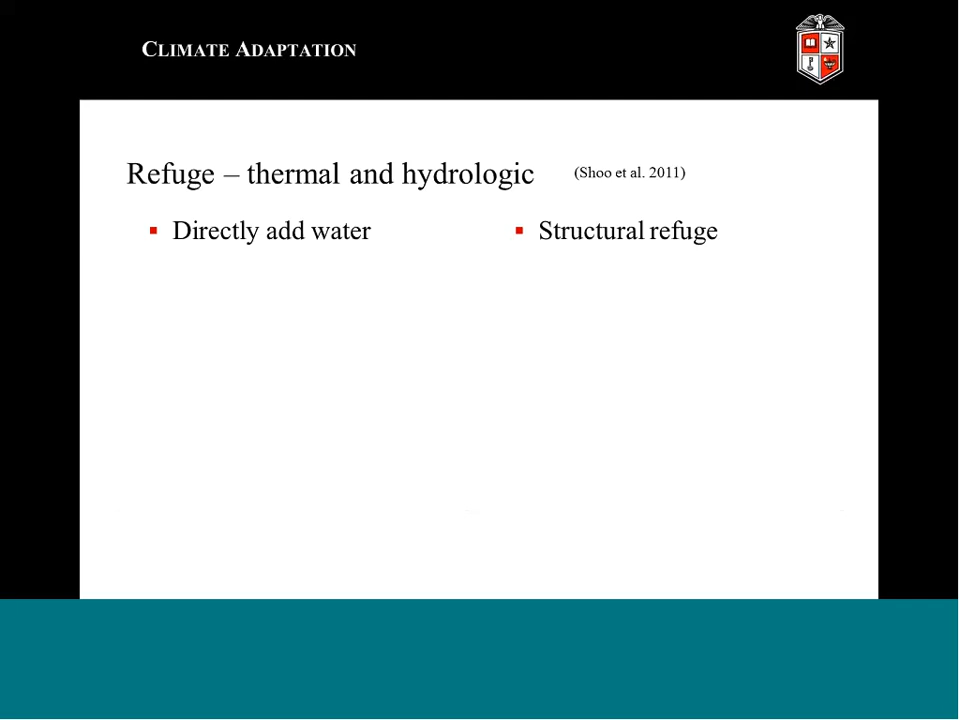 CLIMATE ADAPTATION
Refuge – thermal and hydrologic (Shoo et al. 2011)
▪ Directly add water
▪ Structural refuge